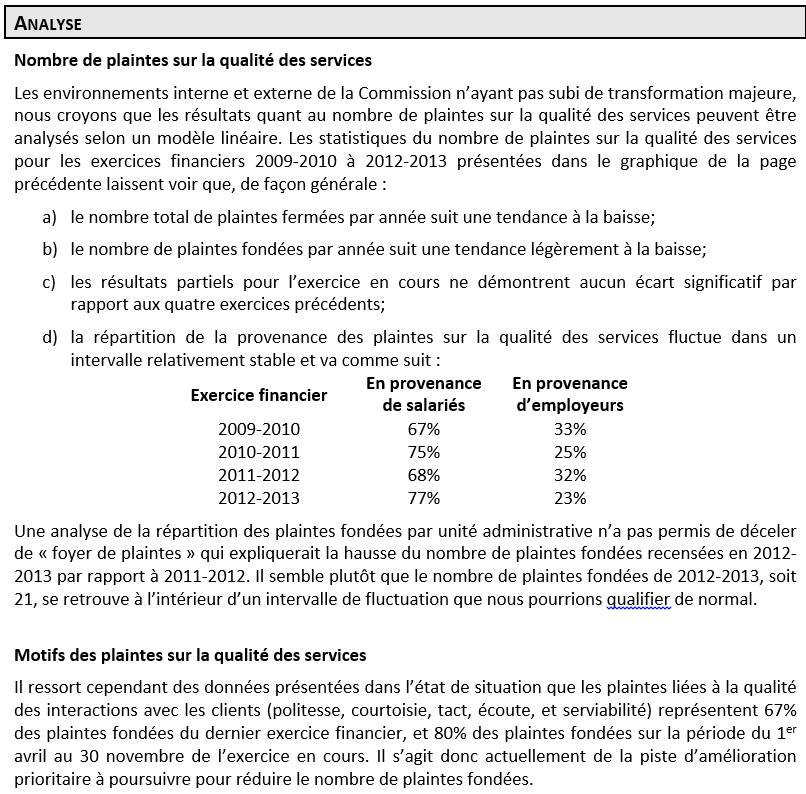 ANALYSE
Nombre de plaintes sur la qualité des services
Les environnements interne et externe de la Commission n’ayant pas subi de transformation majeure,
nous croyons que les résultats quant au nombre de plaintes sur la qualité des services peuvent être
analysés selon un modèle linéaire. Les statistiques du nombre de plaintes sur la qualité des services
pour les exercices financiers 2009-2010 à 2012-2013 présentées dans le graphique de la page
précédente laissent voir que, de façon générale :
a) le nombre total de plaintes fermées par année suit une tendance à la baisse;
b) le nombre de plaintes fondées par année suit une tendance légèrement à la baisse;
c) les résultats partiels pour l’exercice en cours ne démontrent aucun écart significatif par
rapport aux quatre exercices précédents;
d) la répartition de la provenance des plaintes sur la qualité des services fluctue dans un
intervalle relativement stable et va comme suit :
Exercice financier En provenance de salariés En provenance d’employeurs
2009-2010 67% 33%
2010-2011 75% 25%
2011-2012 68% 32%
2012-2013 77% 23%
Une analyse de la répartition des plaintes fondées par unité administrative n’a pas permis de déceler
de « foyer de plaintes » qui expliquerait la hausse du nombre de plaintes fondées recensées en 2012-
2013 par rapport à 2011-2012. Il semble plutôt que le nombre de plaintes fondées de 2012-2013, soit
21, se retrouve à l’intérieur d’un intervalle de fluctuation que nous pourrions qualifier de normal.
Motifs des plaintes sur la qualité des services
Il ressort cependant des données présentées dans l’état de situation que les plaintes liées à la qualité
des interactions avec les clients (politesse, courtoisie, tact, écoute, et serviabilité) représentent 67%
des plaintes fondées du dernier exercice financier, et 80% des plaintes fondées sur la période du 1er
avril au 30 novembre de l’exercice en cours. Il s’agit donc actuellement de la piste d’amélioration
prioritaire à poursuivre pour réduire le nombre de plaintes fondées.